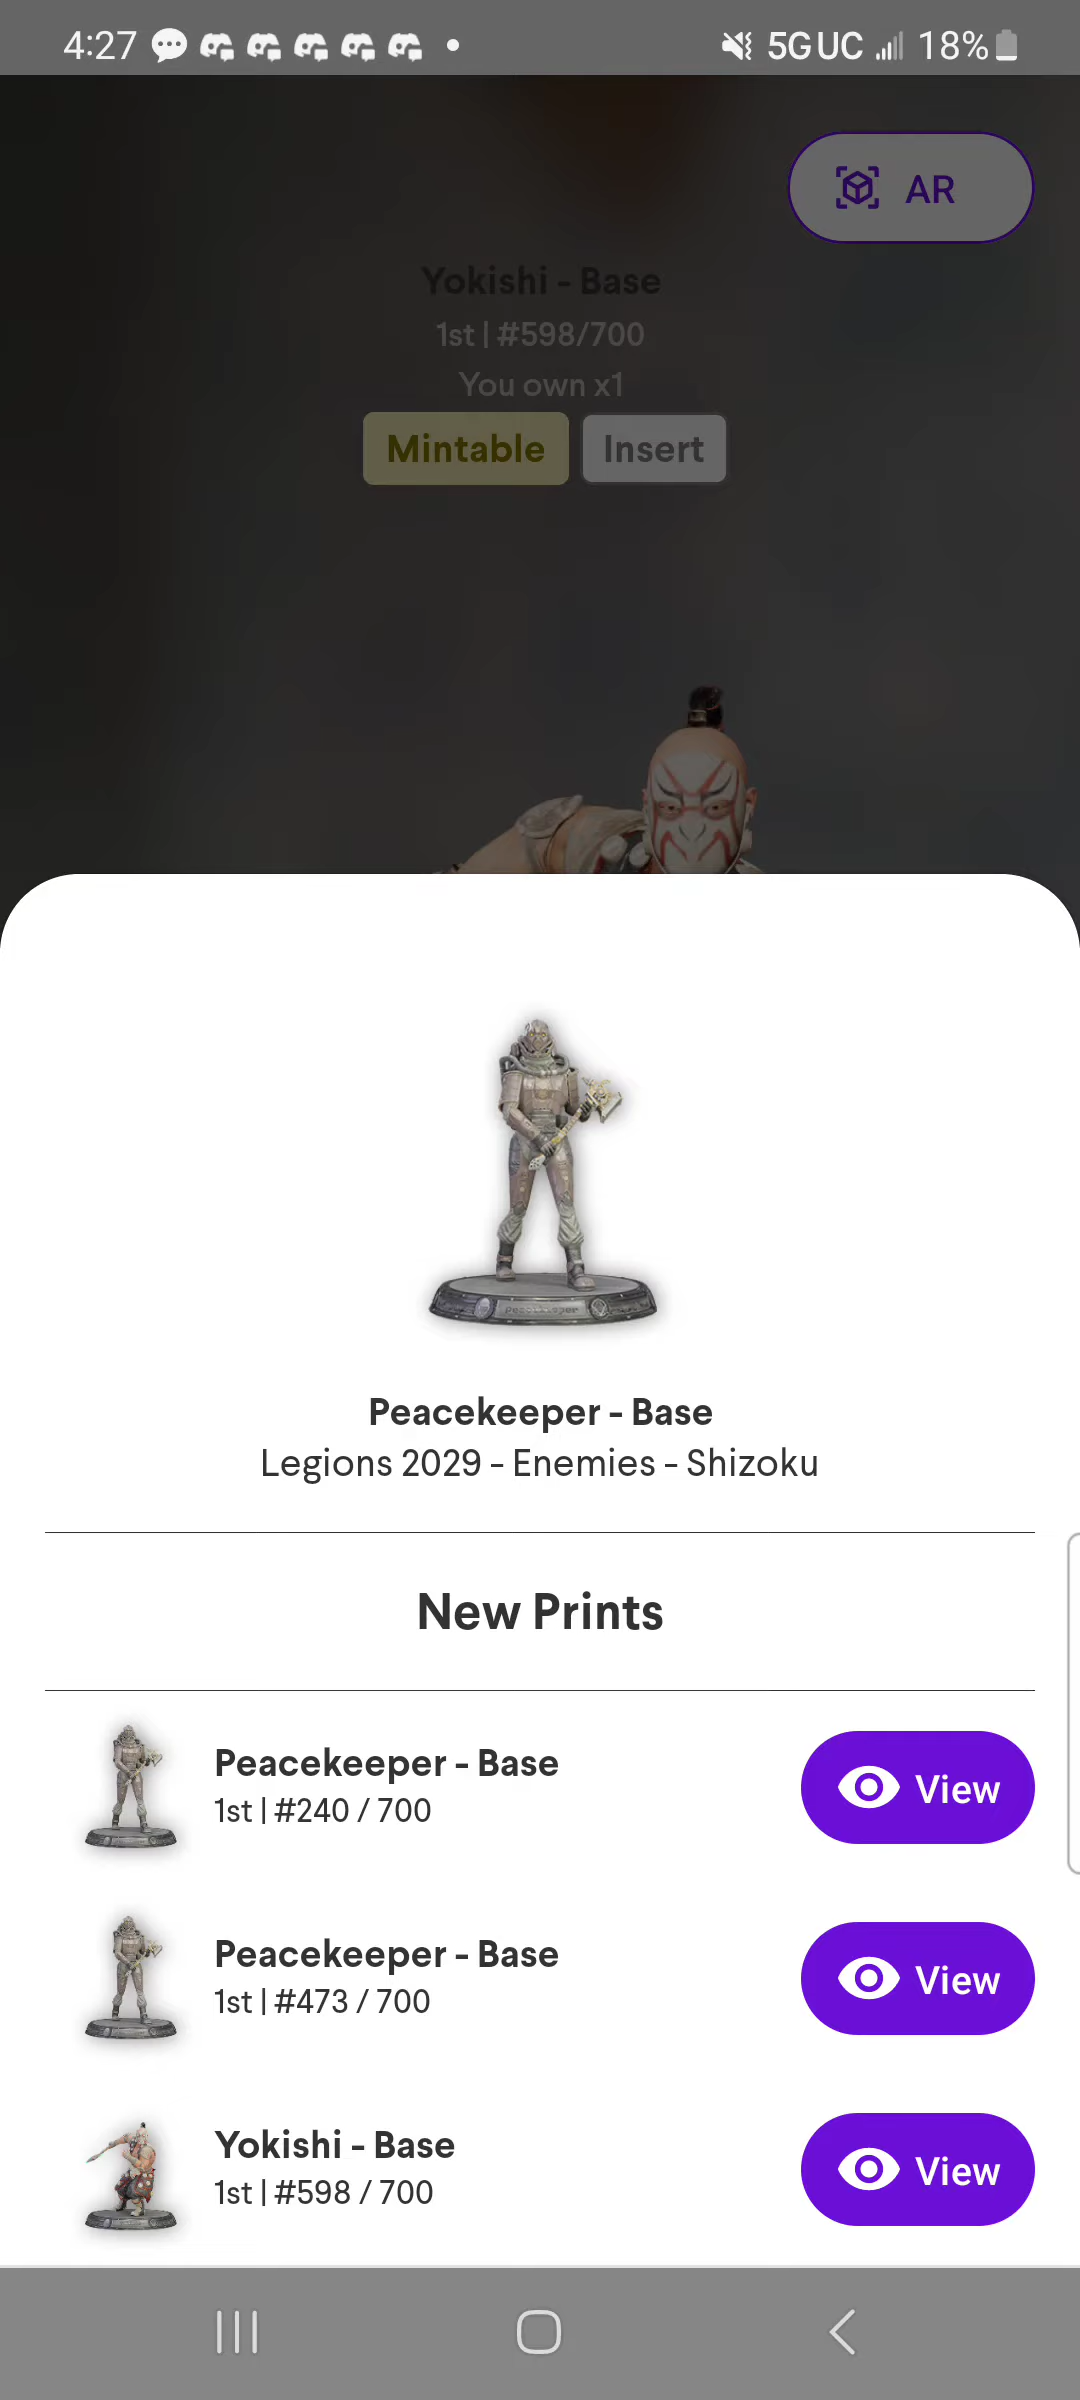 4:27 5G UC 18%
AR
Yokishi - Base
1st | #598/700
You own x1
Mintable Insert
Peacekeeper
Peacekeeper - Base
Legions 2029 - Enemies - Shizoku
New Prints
Peacekeeper - Base
1st | #240 / 700
View
Peacekeeper - Base
1st | #473 / 700
View
Yokishi - Base
1st | #598 / 700
View